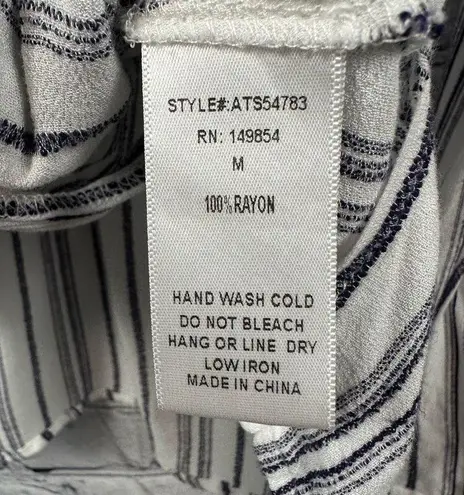 STYLE#:ATS54783
RN: 149854
M
100%RAYON
HAND WASH COLD
DO NOT BLEACH
HANG OR LINE DRY
LOW IRON
MADE IN CHINA